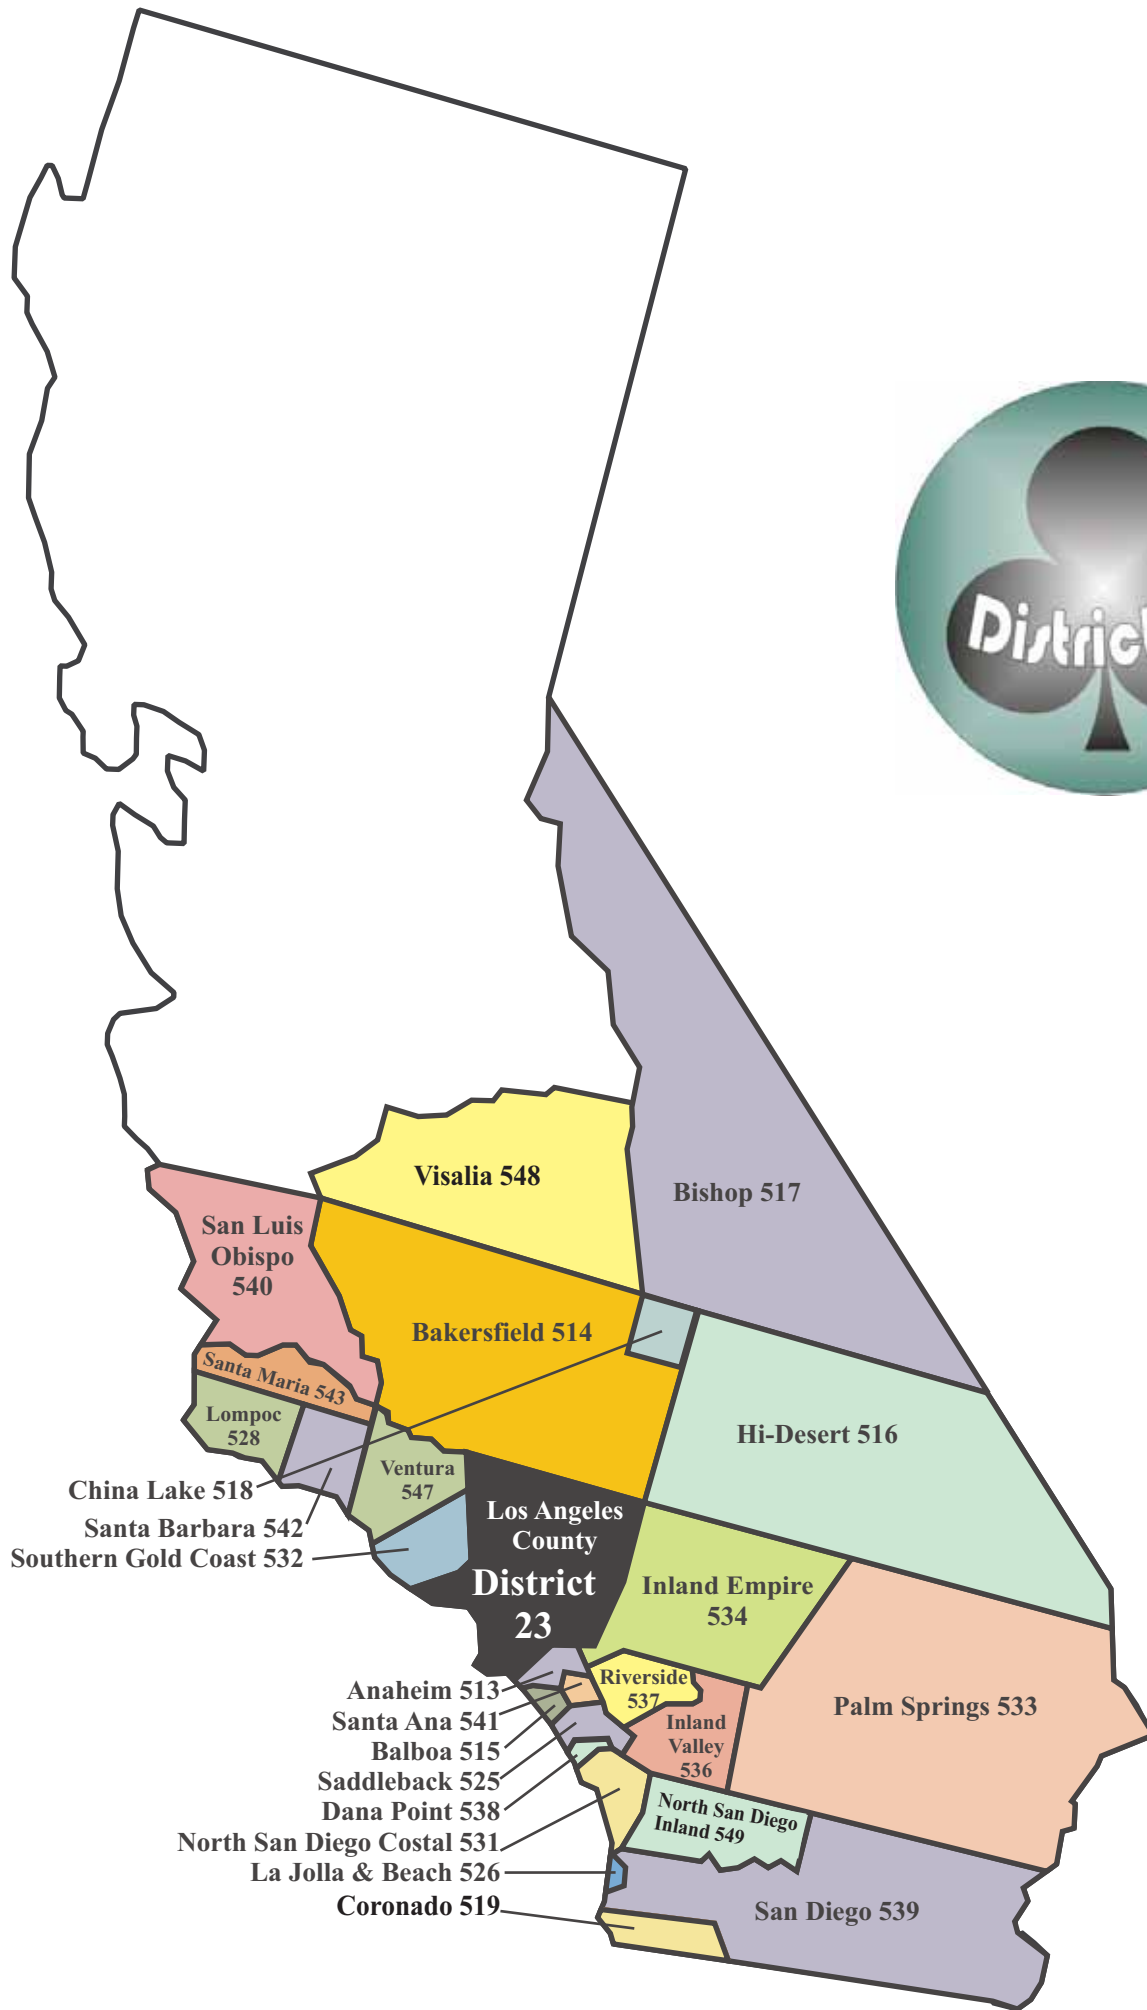 District
Visalia 548
Bishop 517
San Luis
Obispo
540
Bakersfield 514
Santa Maria 543
Lompoc
528
Hi-Desert 516
Ventura
547
China Lake 518
Santa Barbara 542
Southern Gold Coast 532
Los Angeles
County
District
23
Inland Empire
534
Riverside
537
Anaheim 513
Santa Ana 541
Balboa 515
Saddleback 525
Dana Point 538
North San Diego Costal 531
La Jolla & Beach 526
Coronado 519
Inland
Valley
536
Palm Springs 533
North San Diego
Inland 549
San Diego 539